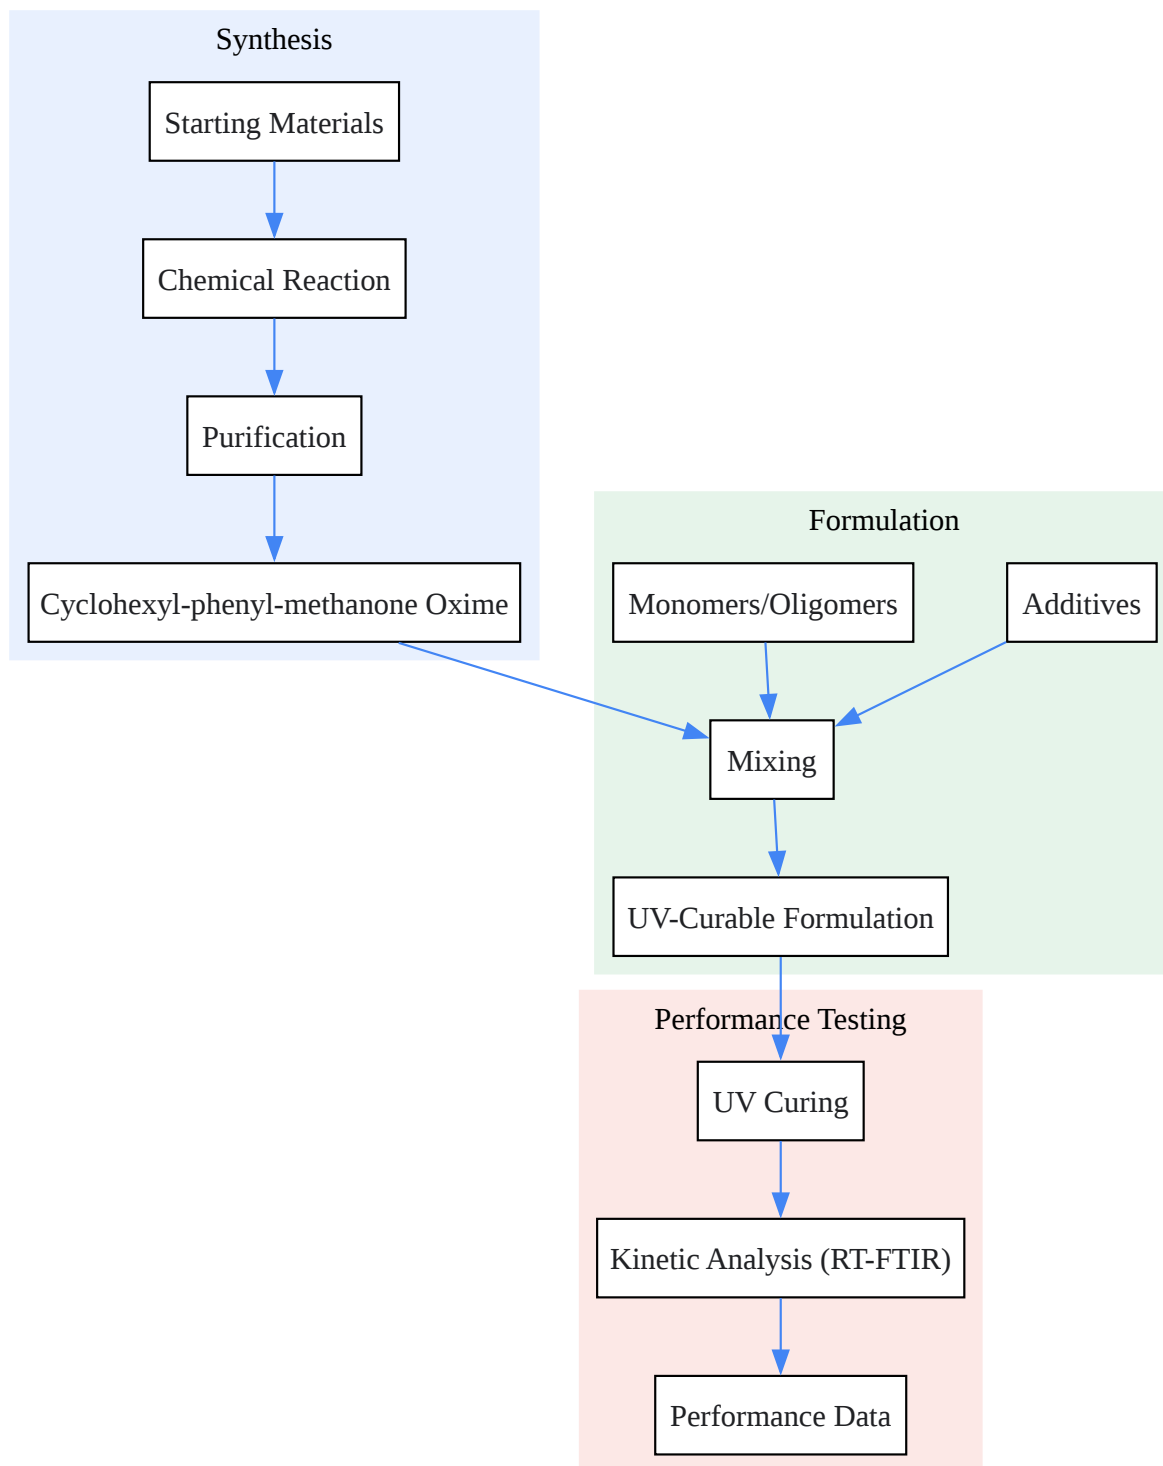 Synthesis
Starting Materials
Chemical Reaction
Purification
Cyclohexyl-phenyl-methanone Oxime
Formulation
Monomers/Oligomers
Additives
Mixing
UV-Curable Formulation
Performance Testing
UV Curing
Kinetic Analysis (RT-FTIR)
Performance Data